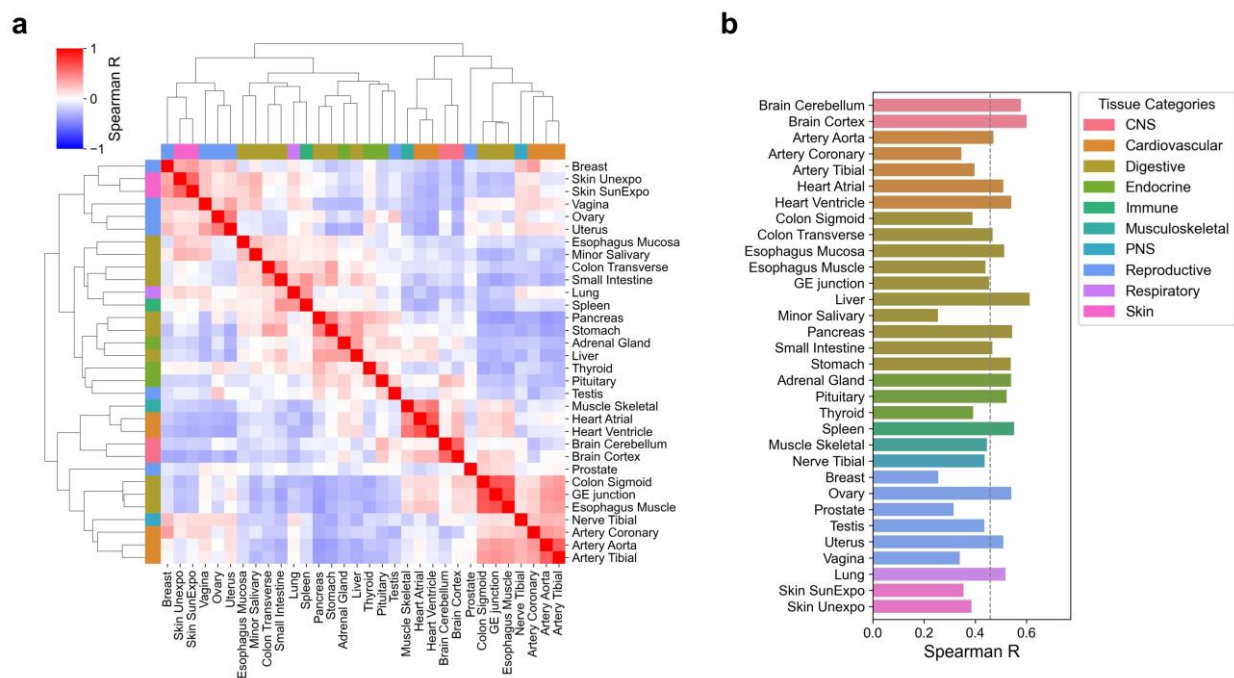 a
1
0
−1
Spearman R
Breast
Skin Unexpo
Skin SunExpo
Vagina
Ovary
Uterus
Esophagus Mucosa
Minor Salivary
Colon Transverse
Small Intestine
Lung
Spleen
Pancreas
Stomach
Adrenal Gland
Liver
Thyroid
Pituitary
Testis
Muscle Skeletal
Heart Atrial
Heart Ventricle
Brain Cerebellum
Brain Cortex
Prostate
Colon Sigmoid
GE junction
Esophagus Muscle
Nerve Tibial
Artery Coronary
Artery Aorta
Artery Tibial
Breast
Skin Unexpo
Skin SunExpo
Vagina
Ovary
Uterus
Esophagus Mucosa
Minor Salivary
Colon Transverse
Small Intestine
Lung
Spleen
Pancreas
Stomach
Adrenal Gland
Liver
Thyroid
Pituitary
Testis
Muscle Skeletal
Heart Atrial
Heart Ventricle
Brain Cerebellum
Brain Cortex
Prostate
Colon Sigmoid
GE junction
Esophagus Muscle
Nerve Tibial
Artery Coronary
Artery Aorta
Artery Tibial
b
Brain Cerebellum
Brain Cortex
Artery Aorta
Artery Coronary
Artery Tibial
Heart Atrial
Heart Ventricle
Colon Sigmoid
Colon Transverse
Esophagus Mucosa
Esophagus Muscle
GE junction
Liver
Minor Salivary
Pancreas
Small Intestine
Stomach
Adrenal Gland
Pituitary
Thyroid
Spleen
Muscle Skeletal
Nerve Tibial
Breast
Ovary
Prostate
Testis
Uterus
Vagina
Lung
Skin SunExpo
Skin Unexpo
0.0 0.2 0.4 0.6
Spearman R
Tissue Categories
CNS
Cardiovascular
Digestive
Endocrine
Immune
Musculoskeletal
PNS
Reproductive
Respiratory
Skin